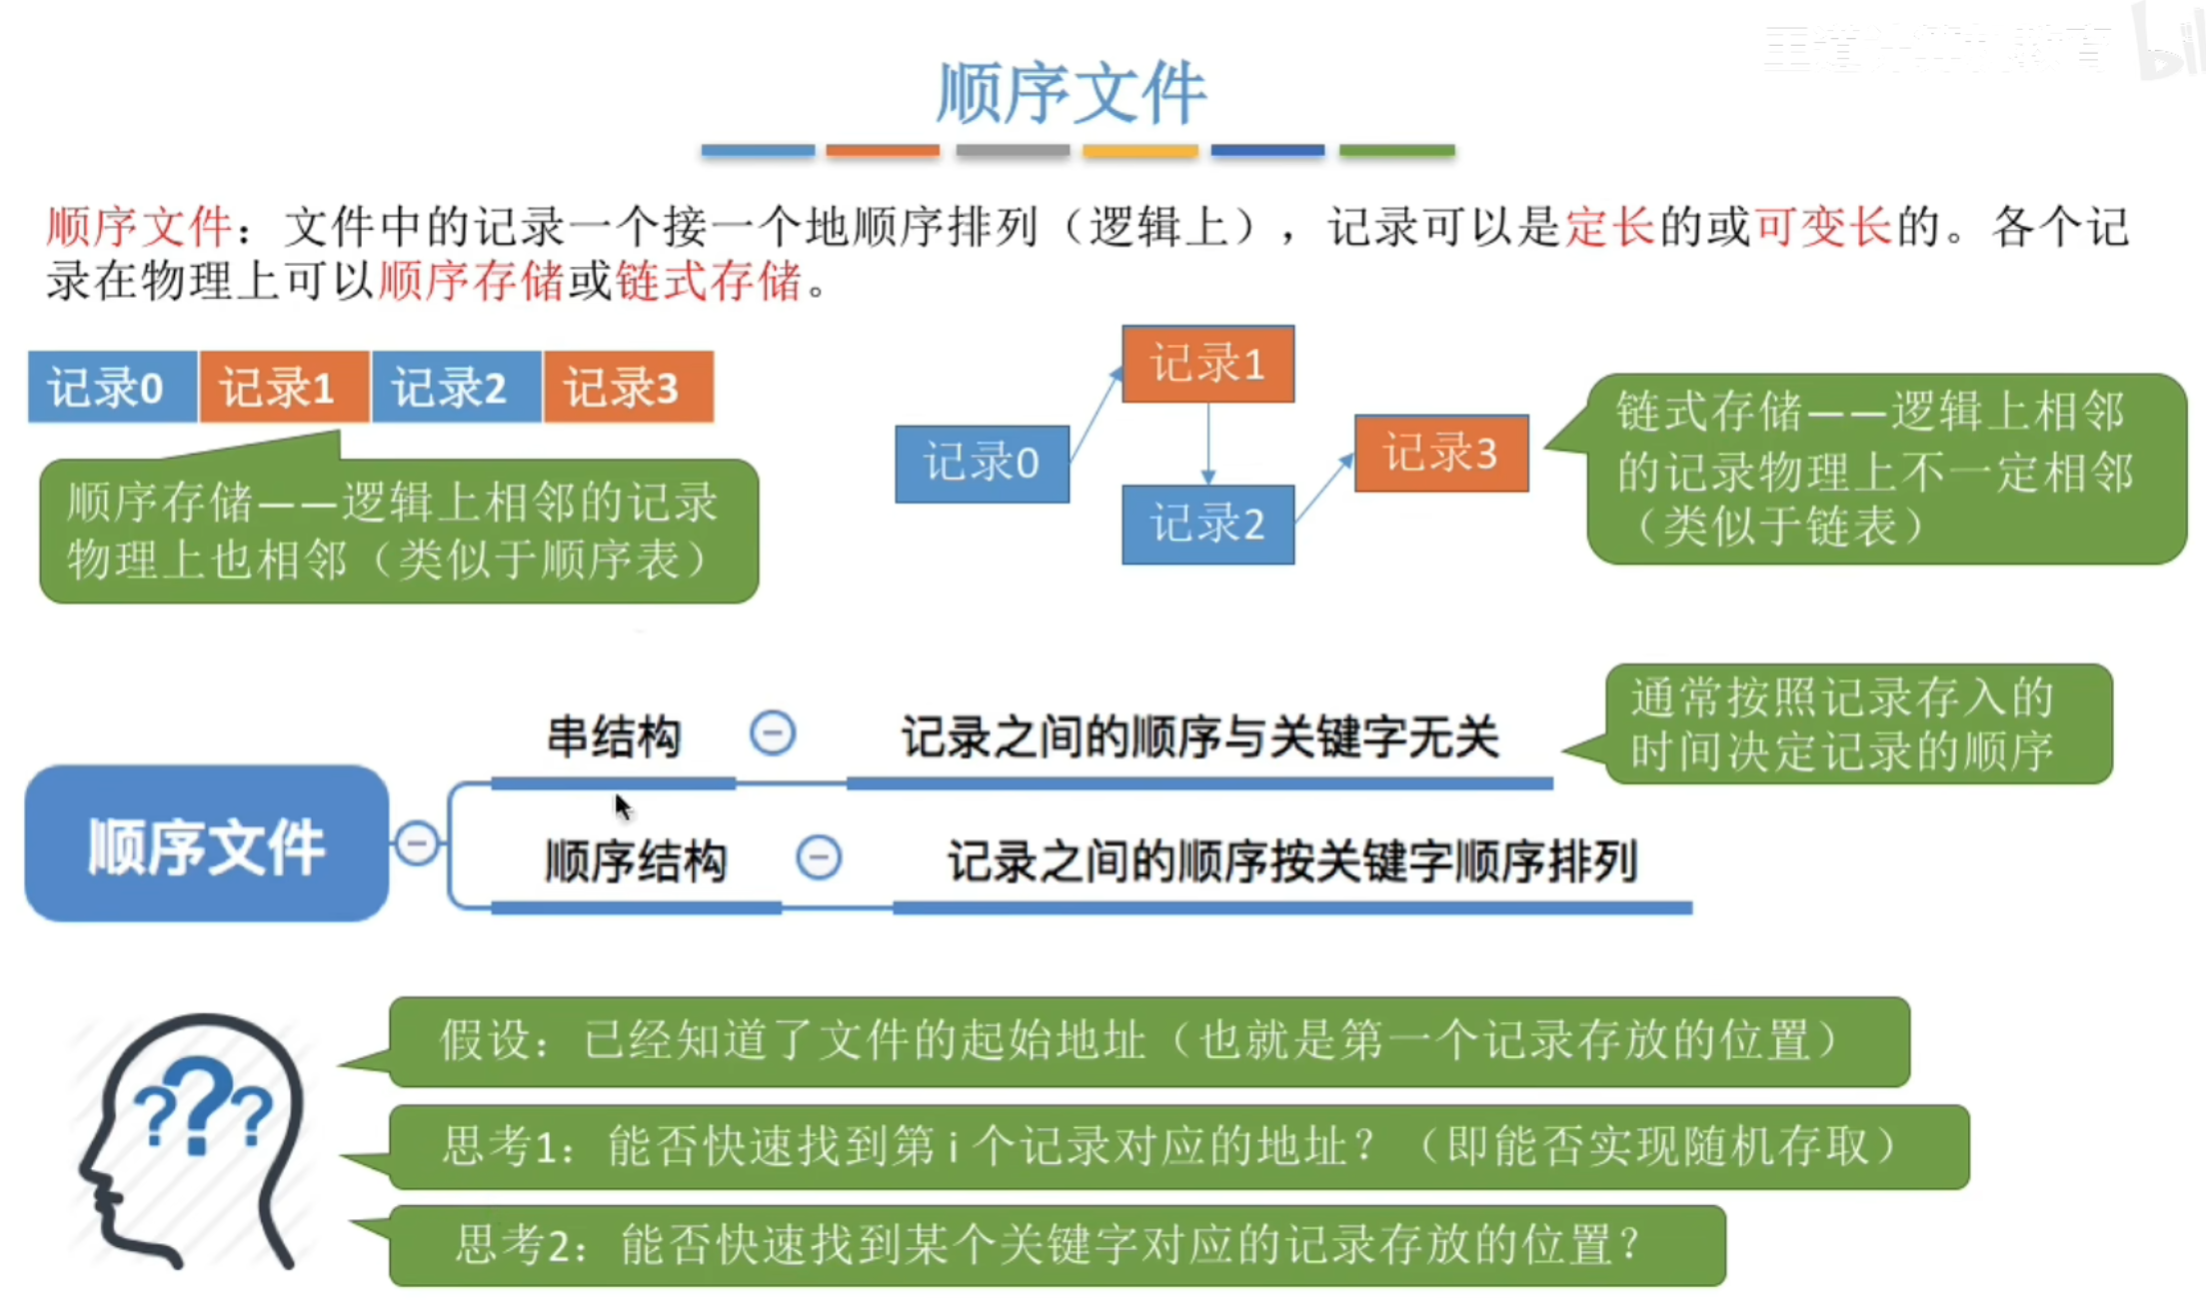 顺序文件
顺序文件：文件中的记录一个接一个地顺序排列（逻辑上），记录可以是定长的或可变长的。各个记
录在物理上可以顺序存储或链式存储。
记录0 记录1 记录2 记录3
顺序存储——逻辑上相邻的记录
物理上也相邻（类似于顺序表）
记录0
记录1
记录2
记录3
链式存储——逻辑上相邻
的记录物理上不一定相邻
（类似于链表）
顺序文件
串结构
记录之间的顺序与关键字无关
通常按照记录存入的
时间决定记录的顺序
顺序结构
记录之间的顺序按关键字顺序排列
???
假设：已经知道了文件的起始地址（也就是第一个记录存放的位置）
思考1：能否快速找到第 i 个记录对应的地址？（即能否实现随机存取）
思考2：能否快速找到某个关键字对应的记录存放的位置？